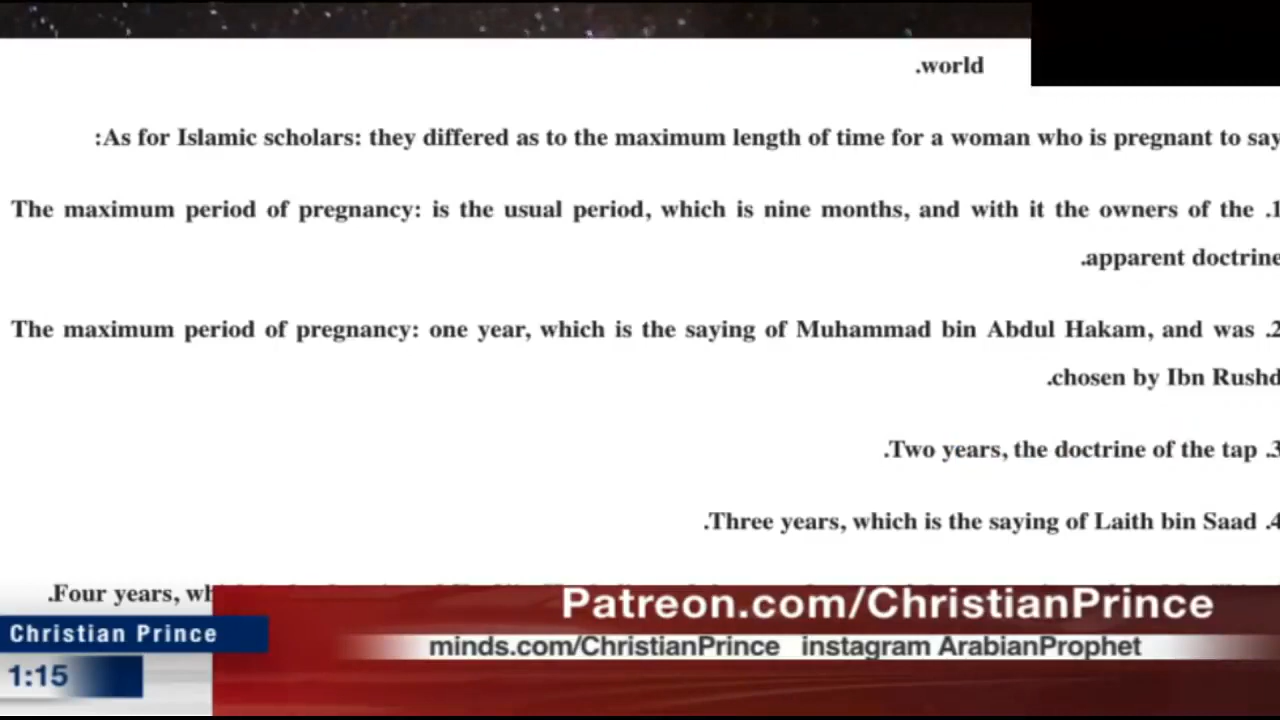 .world
:As for Islamic scholars: they differed as to the maximum length of time for a woman who is pregnant to say
The maximum period of pregnancy: is the usual period, which is nine months, and with it the owners of the .1
.apparent doctrine
The maximum period of pregnancy: one year, which is the saying of Muhammad bin Abdul Hakam, and was .2
.chosen by Ibn Rushd
.Two years, the doctrine of the tap .3
.Three years, which is the saying of Laith bin Saad .4
.Four years,
Patreon.com/ChristianPrince
Christian Prince
minds.com/ChristianPrince instagram ArabianProphet
1:15